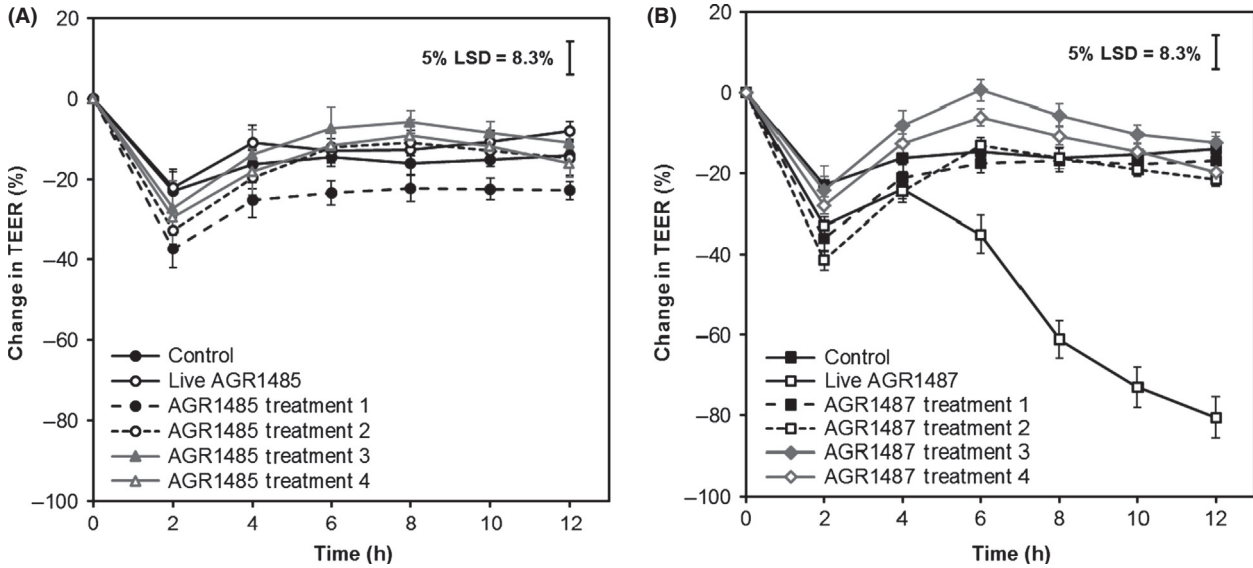 (A)
20
0
–20
–40
–60
–80
–100
Change in TEER (%)
5% LSD = 8.3%
Control
Live AGR1485
AGR1485 treatment 1
AGR1485 treatment 2
AGR1485 treatment 3
AGR1485 treatment 4
0 2 4 6 8 10 12
Time (h)
(B)
20
0
–20
–40
–60
–80
–100
Change in TEER (%)
5% LSD = 8.3%
Control
Live AGR1487
AGR1487 treatment 1
AGR1487 treatment 2
AGR1487 treatment 3
AGR1487 treatment 4
0 2 4 6 8 10 12
Time (h)